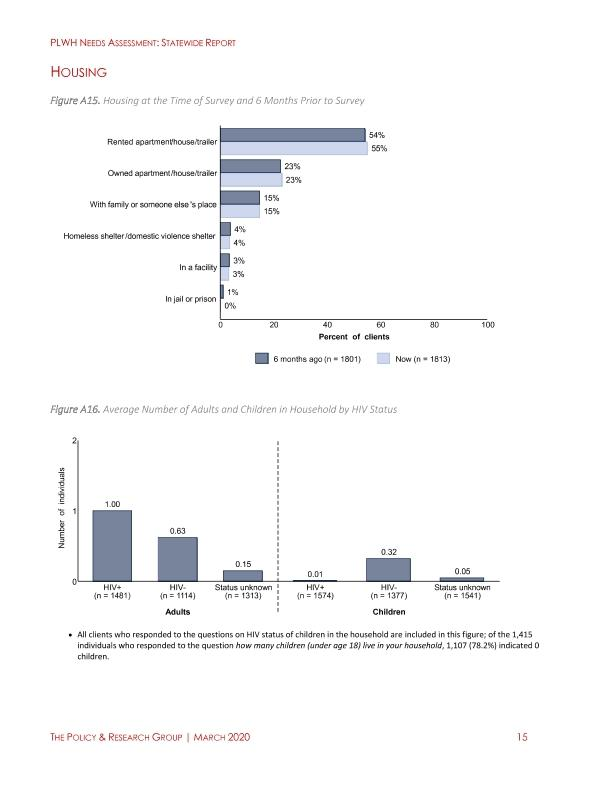 PLWH NEEDS ASSESSMENT: STATEWIDE REPORT
HOUSING
Figure A15. Housing at the Time of Survey and 6 Months Prior to Survey
Rented apartment/house/trailer
54%
55%
Owned apartment/house/trailer
23%
23%
With family or someone else's place
15%
15%
Homeless shelter/domestic violence shelter
4%
4%
In a facility
3%
3%
In jail or prison
1%
0%
0 20 40 60 80 100
Percent of clients
6 months ago (n = 1801) Now (n = 1813)
Figure A16. Average Number of Adults and Children in Household by HIV Status
Number of individuals
2
1
0
1.00
0.63
0.15
0.01
0.32
0.05
HIV+ HIV- Status unknown HIV+ HIV- Status unknown
(n = 1481) (n = 1114) (n = 1313) (n = 1574) (n = 1377) (n = 1541)
Adults Children
• All clients who responded to the questions on HIV status of children in the household are included in this figure; of the 1,415
individuals who responded to the question how many children (under age 18) live in your household, 1,107 (78.2%) indicated 0
children.
THE POLICY & RESEARCH GROUP | MARCH 2020 15